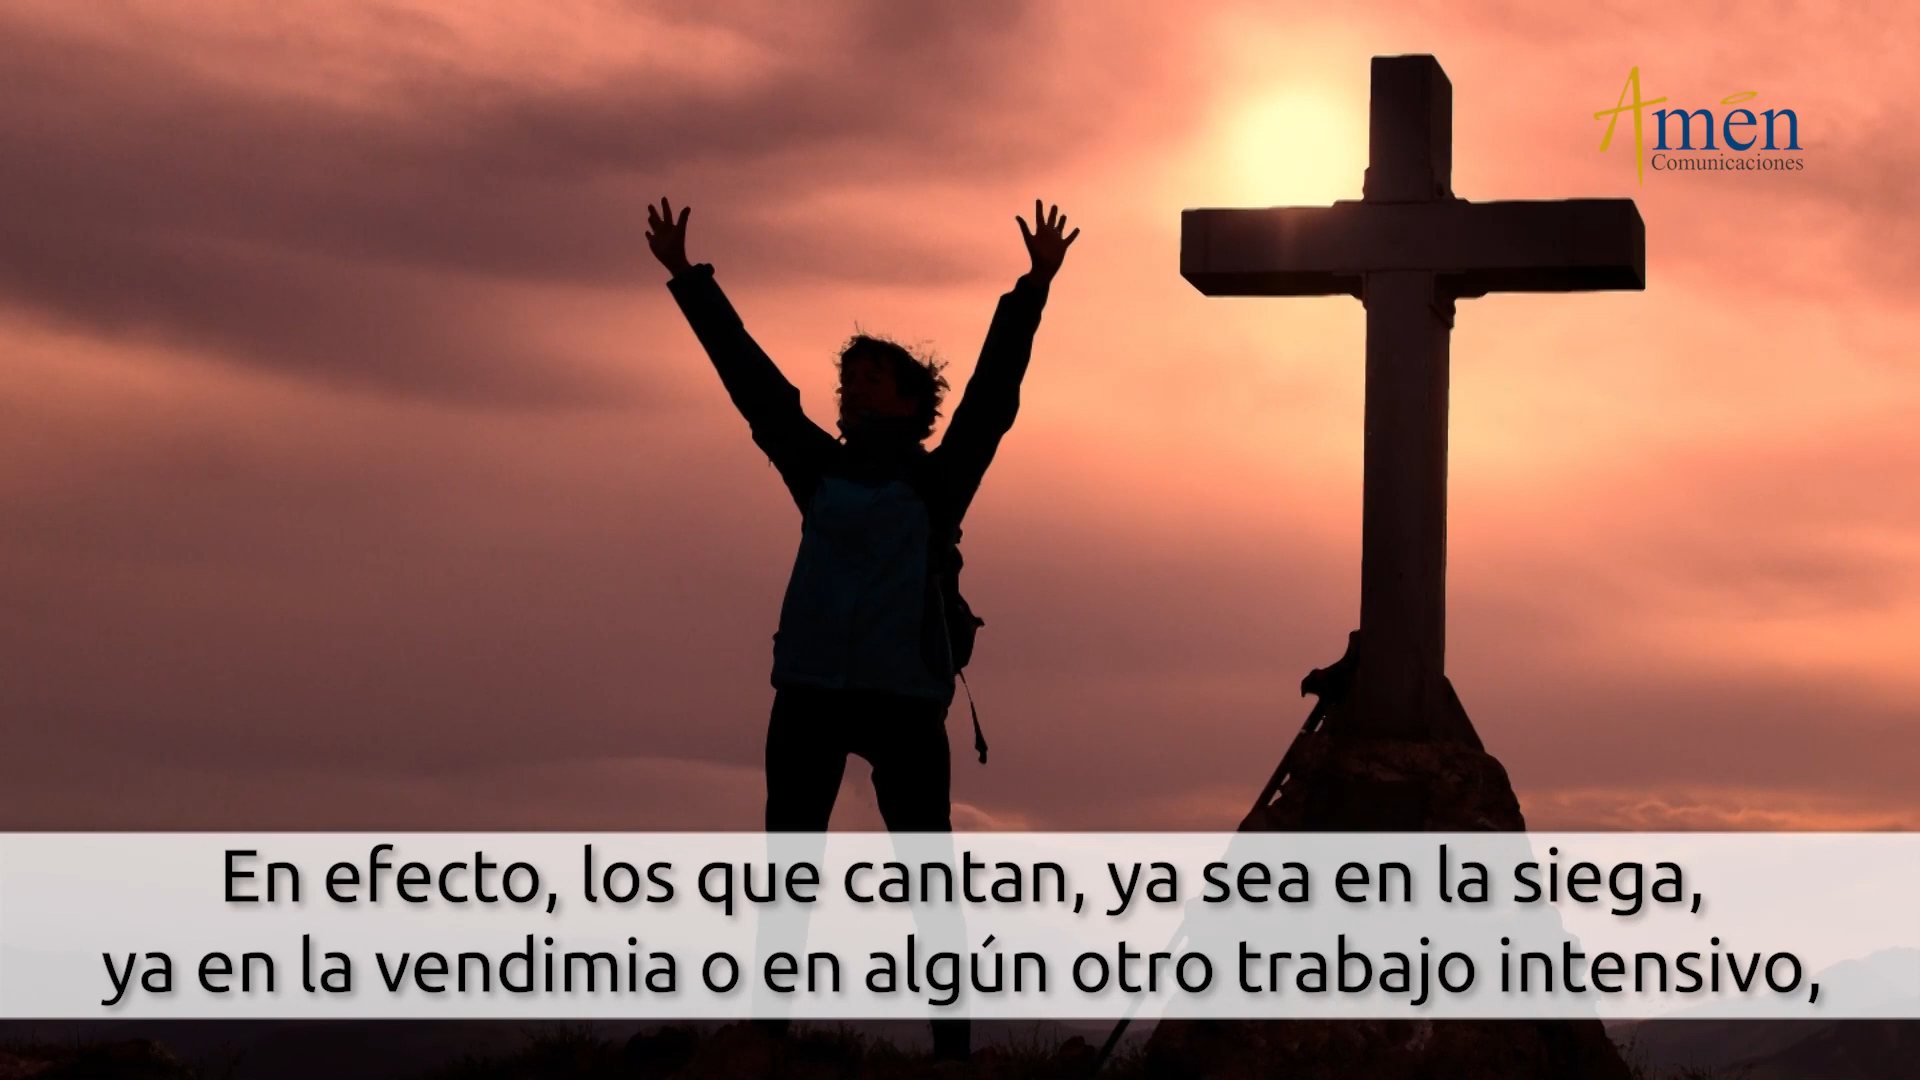 Amén
Comunicaciones
En efecto, los que cantan, ya sea en la siega,
ya en la vendimia o en algún otro trabajo intensivo,